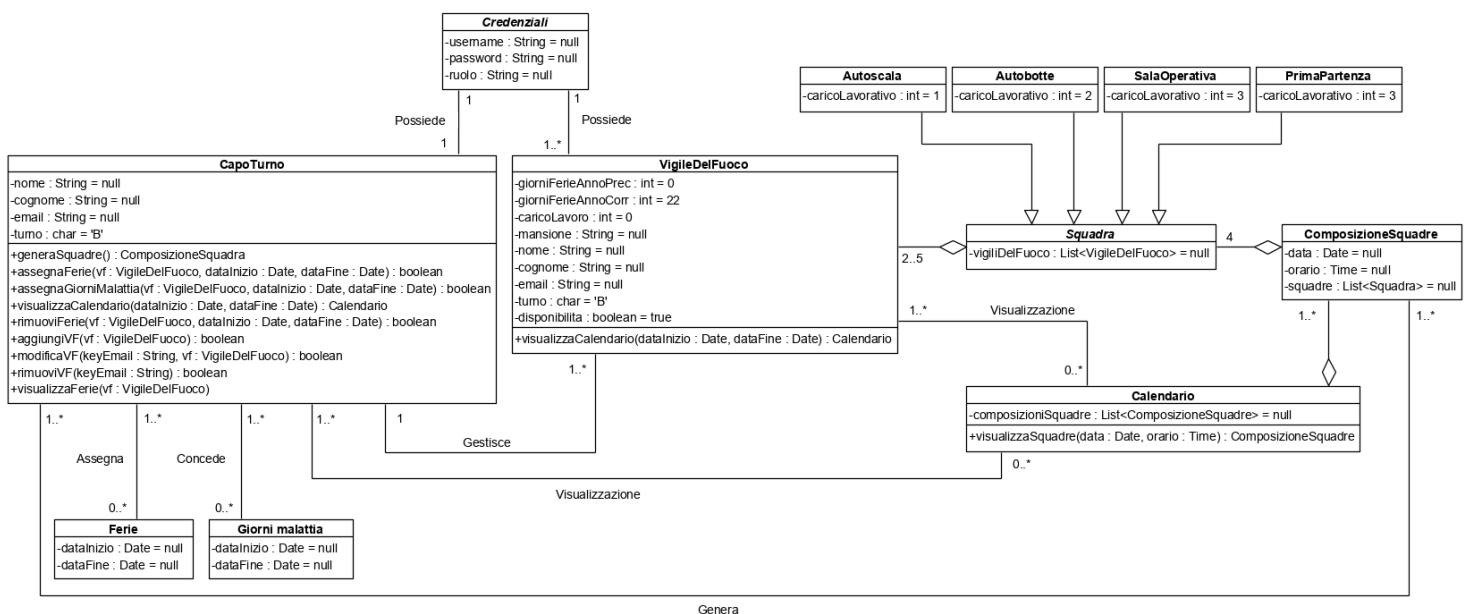 Credenziali
-username : String = null
-password : String = null
-ruolo : String = null
Autoscala
-caricoLavorativo : int = 1
Autobotte
-caricoLavorativo : int = 2
SalaOperativa
-caricoLavorativo : int = 3
PrimaPartenza
-caricoLavorativo : int = 3
1
1
Possiede
Possiede
1
1..*
CapoTurno
-nome : String = null
-cognome : String = null
-email : String = null
-turno : char = 'B'
+generaSquadre() : ComposizioneSquadra
+assegnaFerie(vf : VigileDelFuoco, dataInizio : Date, dataFine : Date) : boolean
+assegnaGiorniMalattia(vf : VigileDelFuoco, dataInizio : Date, dataFine : Date) : boolean
+visualizzaCalendario(dataInizio : Date, dataFine : Date) : Calendario
+rimuoviFerie(vf : VigileDelFuoco, dataInizio : Date, dataFine : Date) : boolean
+aggiungiVF(vf : VigileDelFuoco) : boolean
+modificaVF(keyEmail : String, vf : VigileDelFuoco) : boolean
+rimuoviVF(keyEmail : String) : boolean
+visualizzaFerie(vf : VigileDelFuoco)
VigileDelFuoco
-giorniFerieAnnoPrec : int = 0
-giorniFerieAnnoCorr : int = 22
-caricoLavoro : int = 0
-mansione : String = null
-nome : String = null
-cognome : String = null
-email : String = null
-turno : char = 'B'
-disponibilita : boolean = true
+visualizzaCalendario(dataInizio : Date, dataFine : Date) : Calendario
2..5
Squadra
-vigiliDelFuoco : List<VigileDelFuoco> = null
4
ComposizioneSquadre
-data : Date = null
-orario : Time = null
-squadre : List<Squadra> = null
1..*
Visualizzazione
1..*
1..*
1..*
0..*
Calendario
-composizioniSquadre : List<ComposizioneSquadre> = null
+visualizzaSquadre(data : Date, orario : Time) : ComposizioneSquadre
1..*
1..*
1..*
1..*
1
Gestisce
Assegna
Concede
0..*
Visualizzazione
0..*
0..*
Ferie
-dataInizio : Date = null
-dataFine : Date = null
Giorni malattia
-dataInizio : Date = null
-dataFine : Date = null
Genera